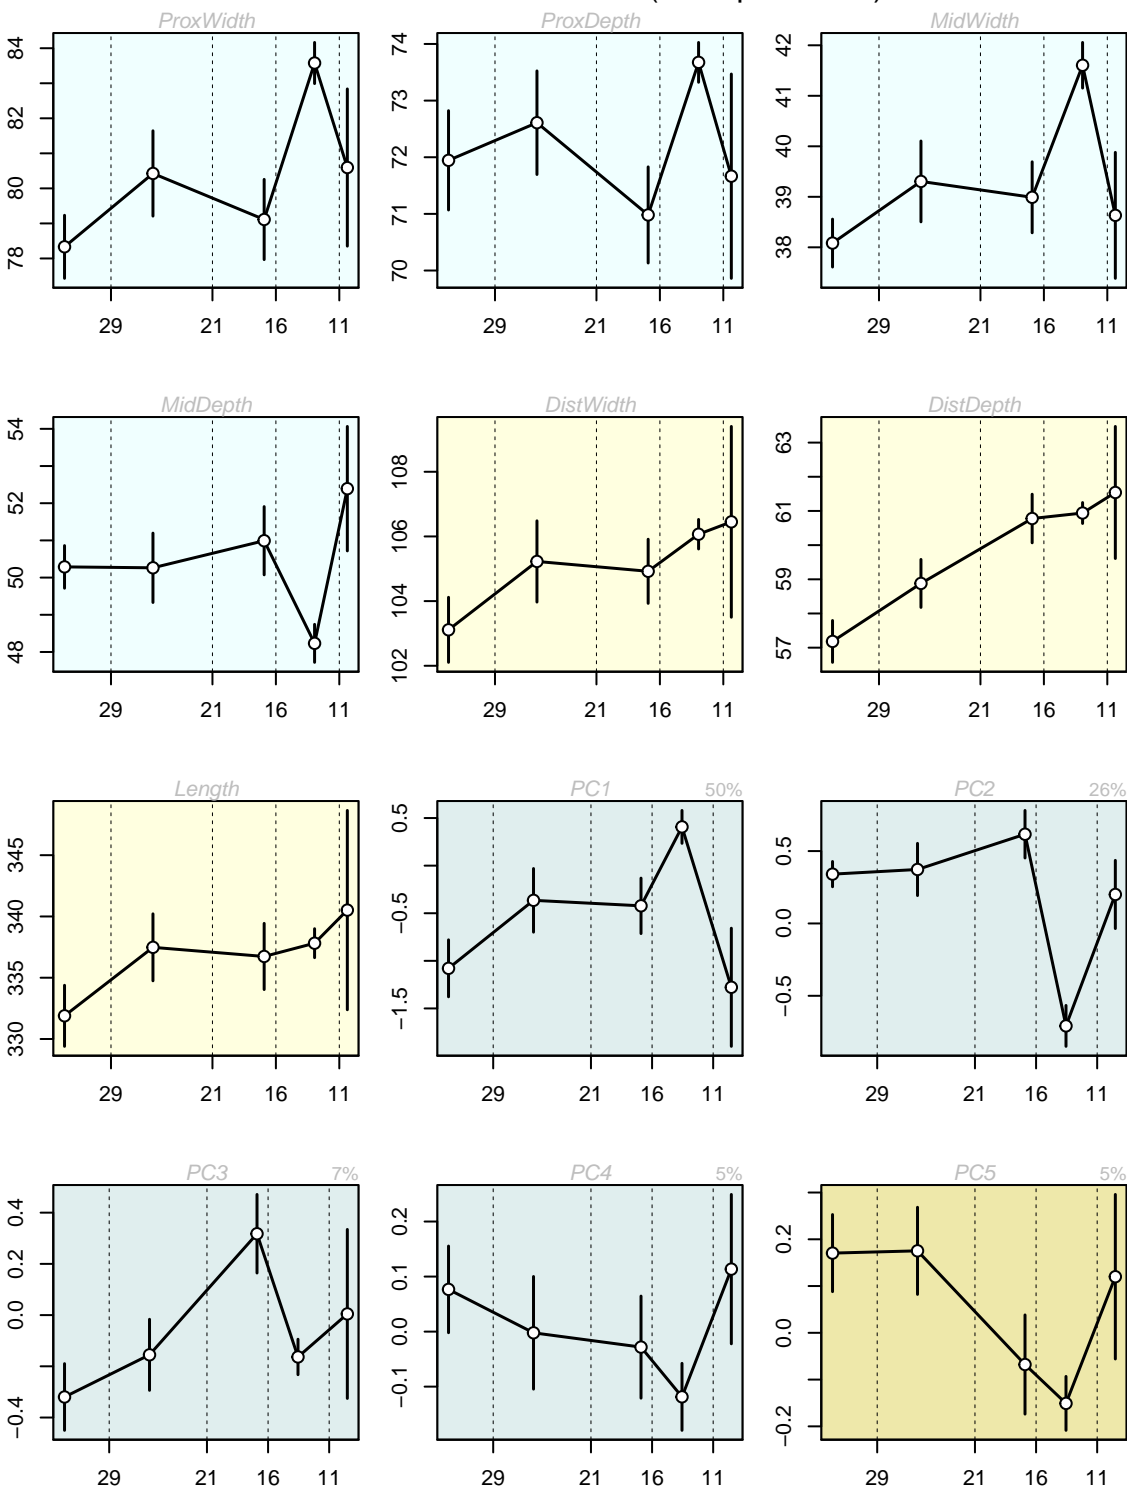 ProxWidth
84
82
80
78
29 21 16 11
ProxDepth
74
73
72
71
70
29 21 16 11
MidWidth
42
41
40
39
38
29 21 16 11
MidDepth
54
52
50
48
29 21 16 11
DistWidth
108
106
104
102
29 21 16 11
DistDepth
63
61
59
57
29 21 16 11
Length
345
340
335
330
29 21 16 11
PC1 50%
0.5
−0.5
−1.5
29 21 16 11
PC2 26%
0.5
0.0
−0.5
29 21 16 11
PC3 7%
0.4
0.2
0.0
−0.4
29 21 16 11
PC4 5%
0.2
0.1
0.0
−0.1
29 21 16 11
PC5 5%
0.2
0.0
−0.2
29 21 16 11